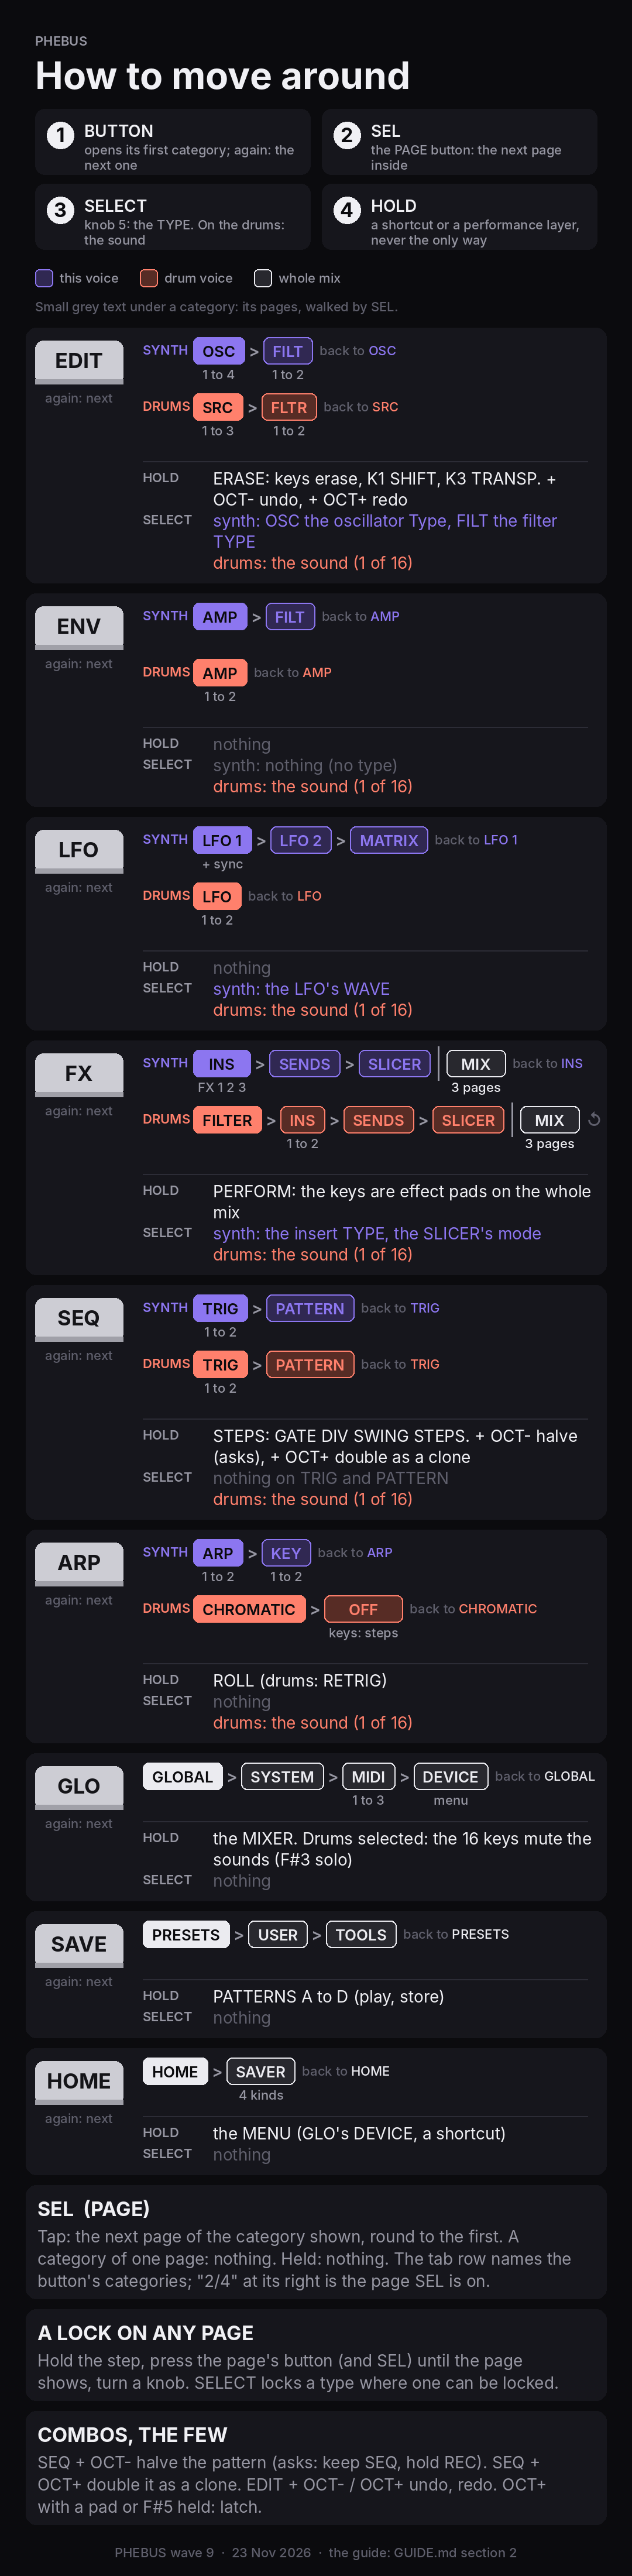 PHEBUS
How to move around
1 BUTTON
opens its first category; again: the
next one
2 SEL
the PAGE button: the next page
inside
3 SELECT
knob 5: the TYPE. On the drums:
the sound
4 HOLD
a shortcut or a performance layer,
never the only way
this voice drum voice whole mix
Small grey text under a category: its pages, walked by SEL.
EDIT
again: next
SYNTH OSC > FILT back to OSC
1 to 4 1 to 2
DRUMS SRC > FLTR back to SRC
1 to 3 1 to 2
HOLD ERASE: keys erase, K1 SHIFT, K3 TRANSP. +
OCT- undo, + OCT+ redo
SELECT synth: OSC the oscillator Type, FILT the filter
TYPE
drums: the sound (1 of 16)
ENV
again: next
SYNTH AMP > FILT back to AMP
DRUMS AMP back to AMP
1 to 2
HOLD nothing
SELECT synth: nothing (no type)
drums: the sound (1 of 16)
LFO
again: next
SYNTH LFO 1 > LFO 2 > MATRIX back to LFO 1
+ sync
DRUMS LFO back to LFO
1 to 2
HOLD nothing
SELECT synth: the LFO's WAVE
drums: the sound (1 of 16)
FX
again: next
SYNTH INS > SENDS > SLICER MIX back to INS
FX 1 2 3 3 pages
DRUMS FILTER > INS > SENDS > SLICER MIX
1 to 2 3 pages
HOLD PERFORM: the keys are effect pads on the whole
mix
SELECT synth: the insert TYPE, the SLICER's mode
drums: the sound (1 of 16)
SEQ
again: next
SYNTH TRIG > PATTERN back to TRIG
1 to 2
DRUMS TRIG > PATTERN back to TRIG
1 to 2
HOLD STEPS: GATE DIV SWING STEPS. + OCT- halve
(asks), + OCT+ double as a clone
SELECT nothing on TRIG and PATTERN
drums: the sound (1 of 16)
ARP
again: next
SYNTH ARP > KEY back to ARP
1 to 2 1 to 2
DRUMS CHROMATIC > OFF back to CHROMATIC
keys: steps
HOLD ROLL (drums: RETRIG)
SELECT nothing
drums: the sound (1 of 16)
GLO
again: next
GLOBAL > SYSTEM > MIDI > DEVICE back to GLOBAL
1 to 3 menu
HOLD the MIXER. Drums selected: the 16 keys mute the
sounds (F#3 solo)
SELECT nothing
SAVE
again: next
PRESETS > USER > TOOLS back to PRESETS
HOLD PATTERNS A to D (play, store)
SELECT nothing
HOME
again: next
HOME > SAVER back to HOME
4 kinds
HOLD the MENU (GLO's DEVICE, a shortcut)
SELECT nothing
SEL (PAGE)
Tap: the next page of the category shown, round to the first. A
category of one page: nothing. Held: nothing. The tab row names the
button's categories; "2/4" at its right is the page SEL is on.
A LOCK ON ANY PAGE
Hold the step, press the page's button (and SEL) until the page
shows, turn a knob. SELECT locks a type where one can be locked.
COMBOS, THE FEW
SEQ + OCT- halve the pattern (asks: keep SEQ, hold REC). SEQ +
OCT+ double it as a clone. EDIT + OCT- / OCT+ undo, redo. OCT+
with a pad or F#5 held: latch.
PHEBUS wave 9 · 23 Nov 2026 · the guide: GUIDE.md section 2